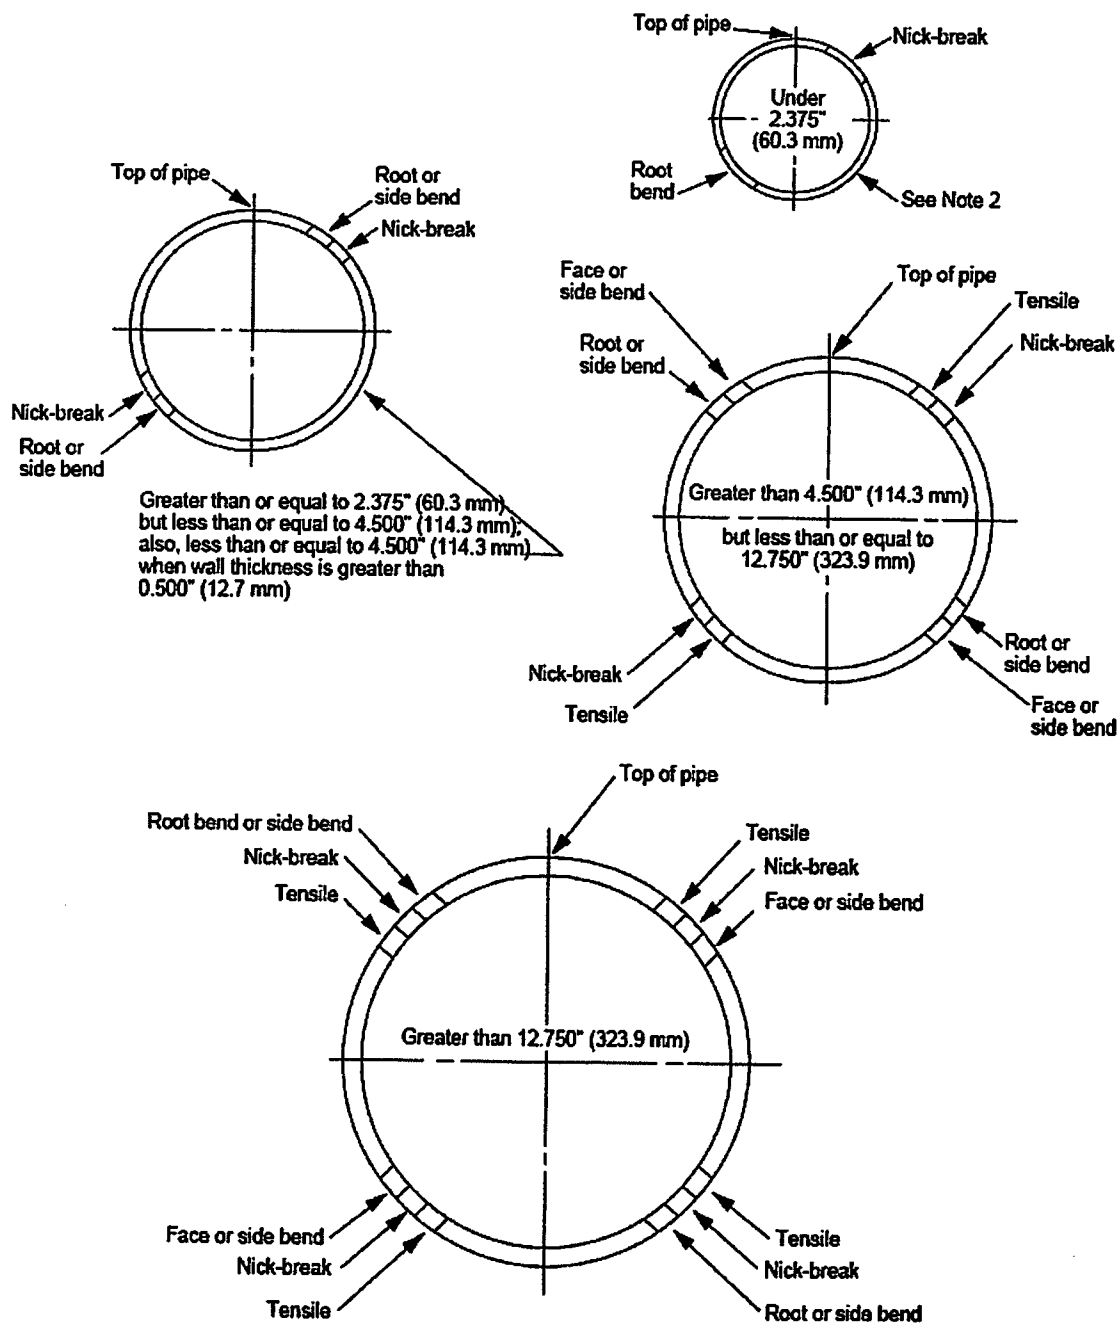 Top of pipe
Nick-break
Under
2.375"
(60.3 mm)
Root
bend
See Note 2
Top of pipe
Root or
side bend
Nick-break
Nick-break
Root or
side bend
Greater than or equal to 2.375" (60.3 mm)
but less than or equal to 4.500" (114.3 mm);
also, less than or equal to 4.500" (114.3 mm)
when wall thickness is greater than
0.500" (12.7 mm)
Face or
side bend
Top of pipe
Tensile
Root or
side bend
Nick-break
Greater than 4.500" (114.3 mm)
but less than or equal to
12.750" (323.9 mm)
Nick-break
Tensile
Root or
side bend
Face or
side bend
Top of pipe
Root bend or side bend
Nick-break
Tensile
Tensile
Nick-break
Face or side bend
Greater than 12.750" (323.9 mm)
Face or side bend
Nick-break
Tensile
Tensile
Nick-break
Root or side bend